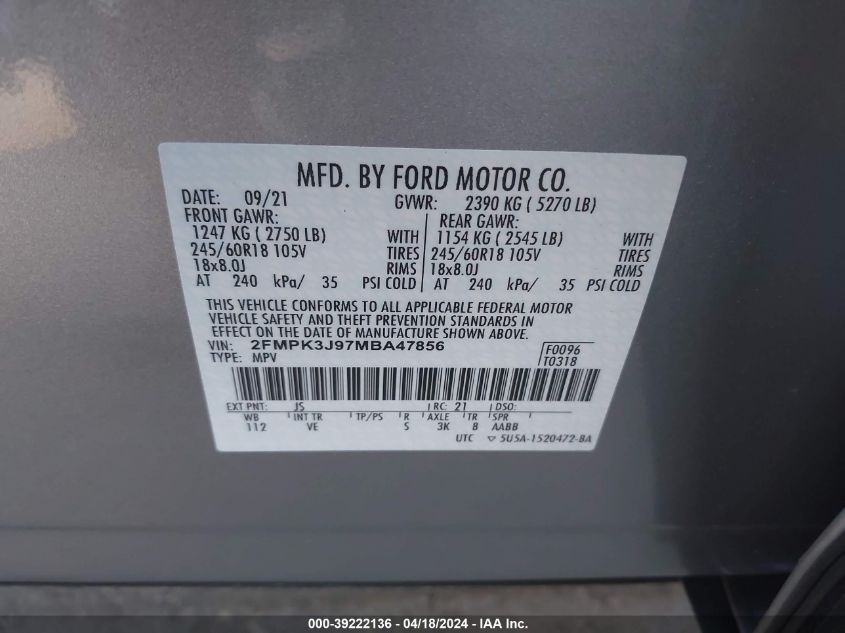 MFD. BY FORD MOTOR CO.
DATE: 09/21 GVWR: 2390 KG ( 5270 LB)
FRONT GAWR: REAR GAWR:
1247 KG ( 2750 LB) WITH 1154 KG ( 2545 LB) WITH
245/60R18 105V TIRES 245/60R18 105V TIRES
18x8.0J RIMS 18x8.0J RIMS
AT 240 kPa/ 35 PSI COLD AT 240 kPa/ 35 PSI COLD
THIS VEHICLE CONFORMS TO ALL APPLICABLE FEDERAL MOTOR
VEHICLE SAFETY AND THEFT PREVENTION STANDARDS IN
EFFECT ON THE DATE OF MANUFACTURE SHOWN ABOVE.
VIN: 2FMPK3J97MBA47856 F0096
TYPE: MPV T0318
EXT PNT: JS RC: 21 DSO:
WB INT TR TP/PS R AXLE TR SPR
112 VE S 3K 8 AABB
UTC ▽ 5U5A-1520472-BA
000-39222136 - 04/18/2024 - IAA Inc.